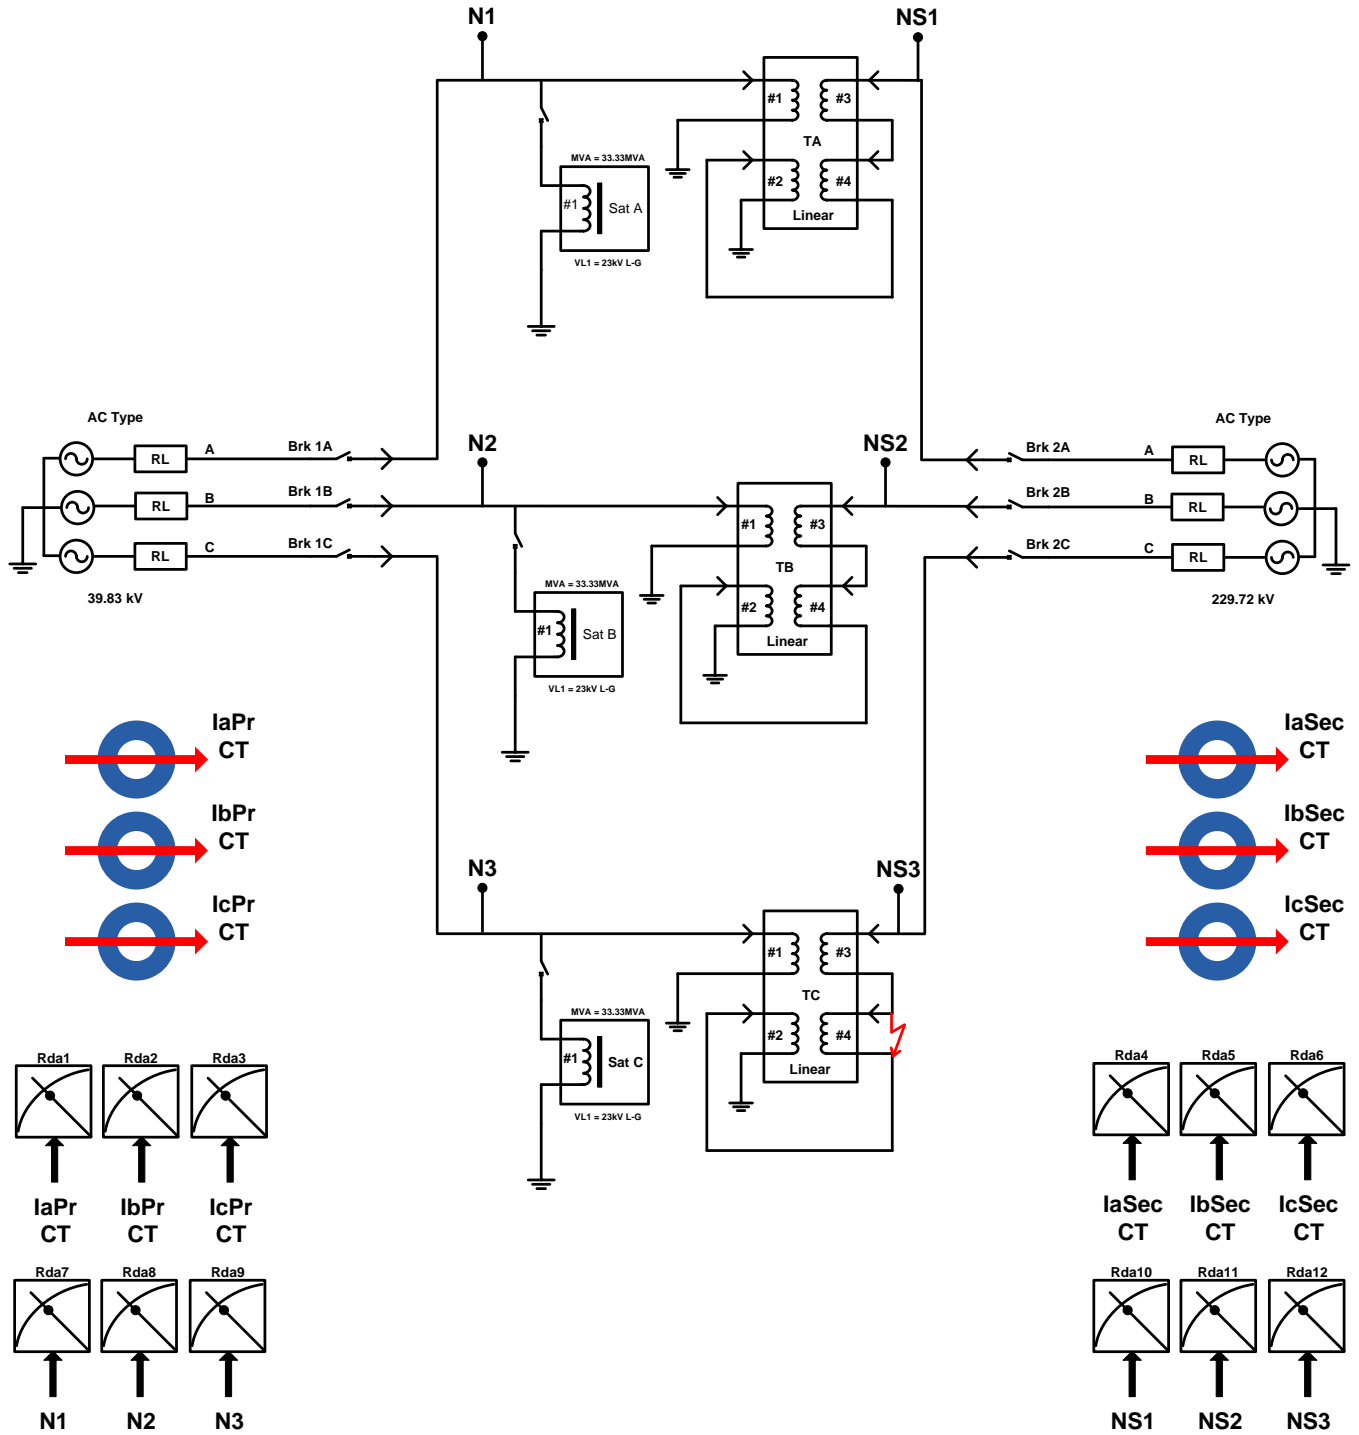 N1
NS1
#1
#3
TA
MVA = 33.33MVA
#2
#4
#1
Sat A
Linear
VL1 = 23kV L-G
AC Type
AC Type
N2
NS2
RL
A
Brk 1A
Brk 2A
A
RL
RL
B
Brk 1B
Brk 2B
B
RL
#1
#3
RL
C
Brk 1C
Brk 2C
C
RL
TB
MVA = 33.33MVA
39.83 kV
229.72 kV
#2
#4
#1
Sat B
Linear
VL1 = 23kV L-G
IaPr
CT
IaSec
CT
IbPr
CT
IbSec
CT
N3
NS3
IcPr
CT
IcSec
CT
#1
#3
TC
MVA = 33.33MVA
#2
#4
#1
Sat C
Linear
VL1 = 23kV L-G
Rda1
Rda2
Rda3
Rda4
Rda5
Rda6
IaPr
CT
IbPr
CT
IcPr
CT
IaSec
CT
IbSec
CT
IcSec
CT
Rda7
Rda8
Rda9
Rda10
Rda11
Rda12
N1
N2
N3
NS1
NS2
NS3